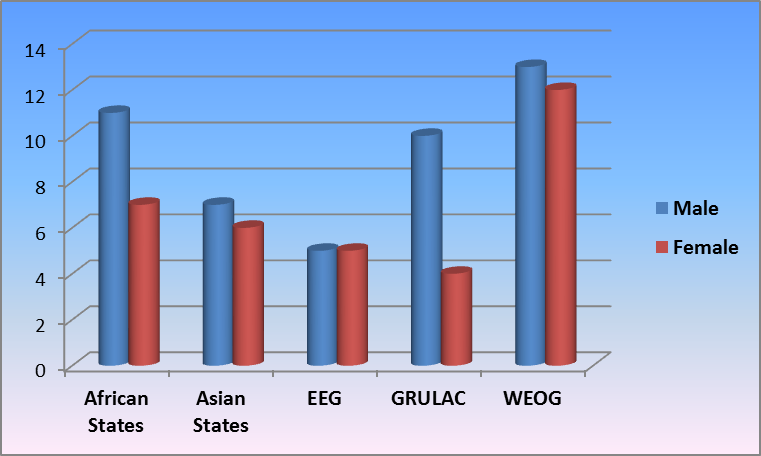 14
12
10
8
6
4
2
0
African
States
Asian
States
EEG
GRULAC
WEOG
Male
Female